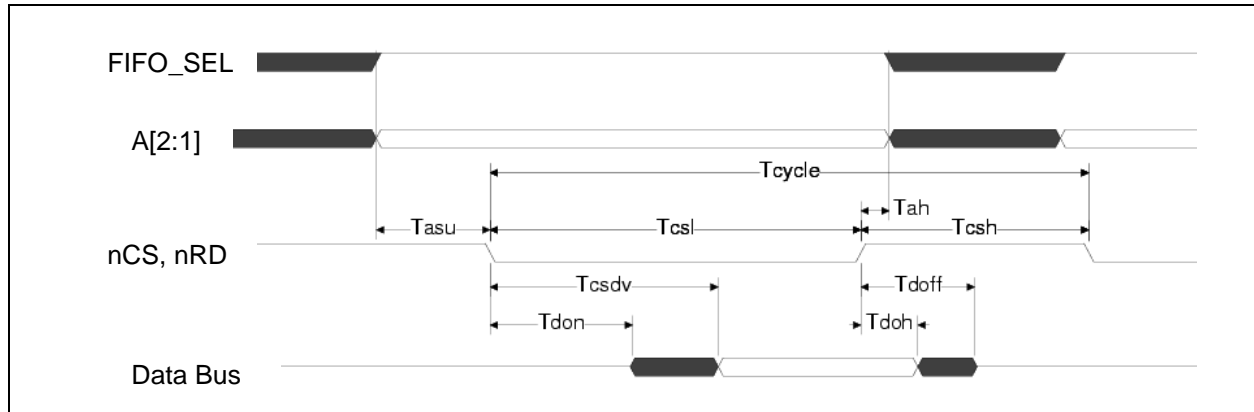 FIFO_SEL
A[2:1]
Tcycle
Tah
Tasu
Tcsl
Tcsh
nCS, nRD
Tcsdv
Tdoff
Tdon
Tdoh
Data Bus